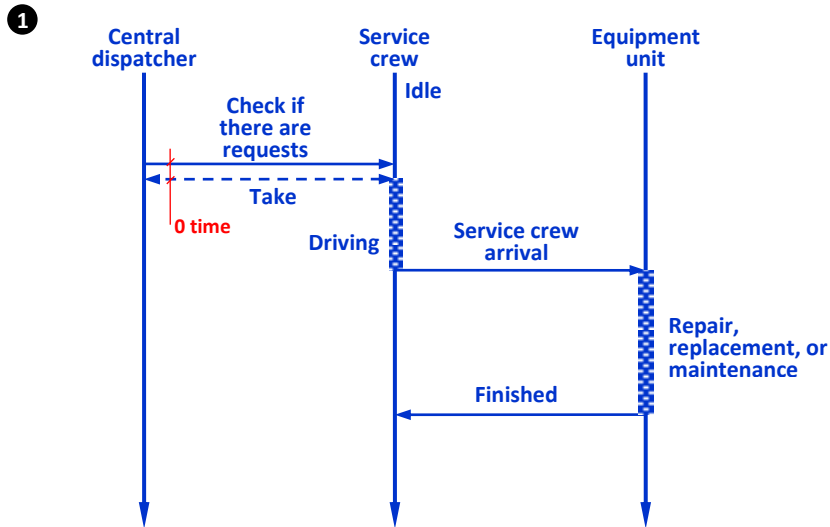 1
Central
dispatcher
Service
crew
Equipment
unit
Idle
Check if
there are
requests
Take
0 time
Driving
Service crew
arrival
Repair,
replacement, or
maintenance
Finished